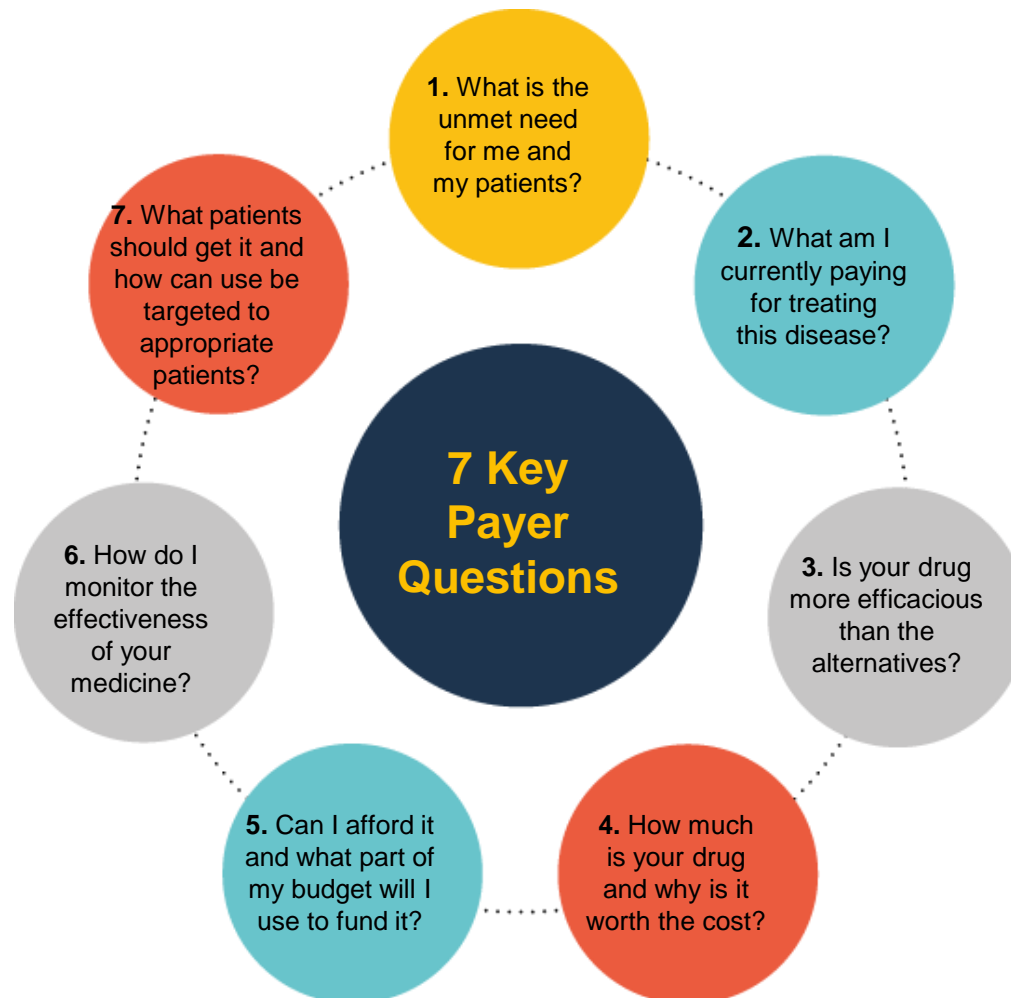 1. What is the
unmet need
for me and
my patients?
2. What am I
currently paying
for treating
this disease?
3. Is your drug
more efficacious
than the
alternatives?
4. How much
is your drug
and why is it
worth the cost?
5. Can I afford it
and what part of
my budget will I
use to fund it?
6. How do I
monitor the
effectiveness
of your
medicine?
7. What patients
should get it and
how can use be
targeted to
appropriate
patients?
7 Key
Payer
Questions